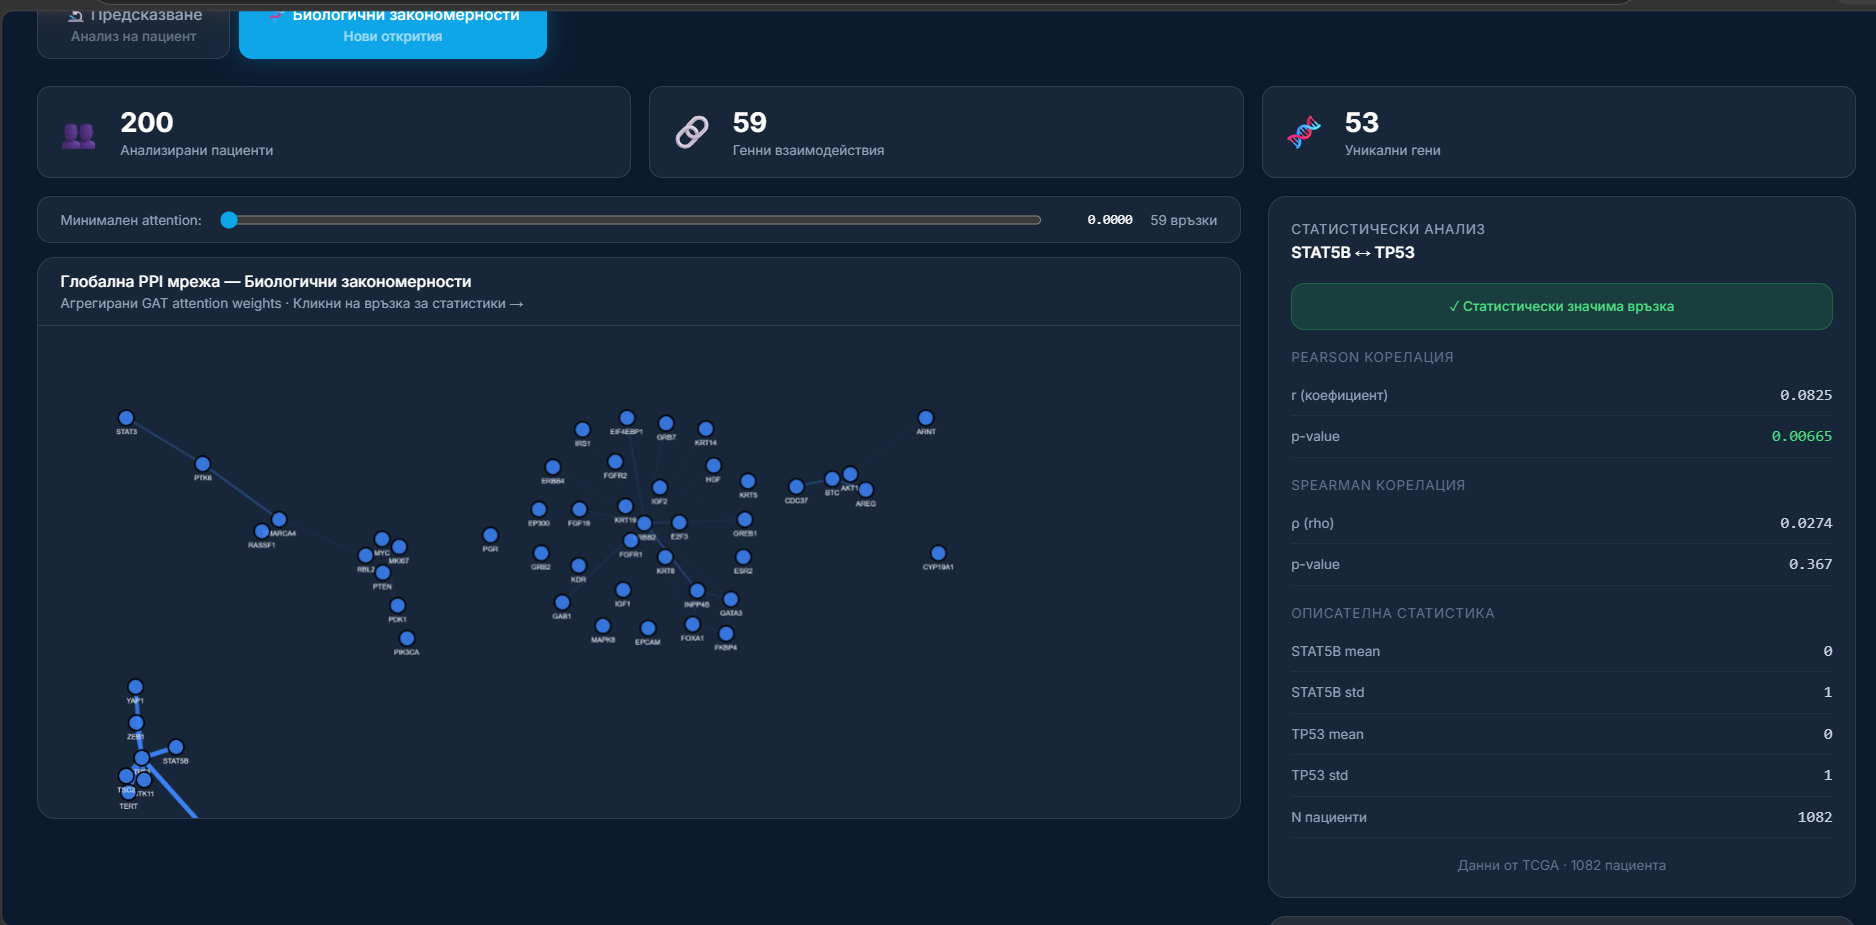 Предсказване
Анализ на пациент
Биологични закономерности
Нови открития
200
Анализирани пациенти
59
Генни взаимодействия
53
Уникални гени
Минимален attention:
0.0000
59 връзки
Глобална PPI мрежа — Биологични закономерности
Агрегирани GAT attention weights · Кликни на връзка за статистики →
STAT3
PTK6
MARCA4
RASSF1
MYC
MKI67
RBL2
PTEN
PDK1
PIK3CA
PGR
IRS1
EIF4EBP1
GRB7
KRT14
ERBB4
FGFR2
HGF
IGF2
KRT5
EP300
FGF19
KRT19
RBB2
E2F3
GREB1
FGFR1
GRB2
KDR
KRT8
ESR2
GAB1
IGF1
INPP4B
GATA3
MAPK8
EPCAM
FOXA1
FKBP4
CDC37
BTC
AKT1
AREG
ARNT
CYP19A1
YAP1
ZEB1
STAT5B
TSC2
TK11
TERT
СТАТИСТИЧЕСКИ АНАЛИЗ
STAT5B ↔ TP53
✓ Статистически значима връзка
PEARSON КОРЕЛАЦИЯ
r (коефициент) 0.0825
p-value 0.00665
SPEARMAN КОРЕЛАЦИЯ
ρ (rho) 0.0274
p-value 0.367
ОПИСАТЕЛНА СТАТИСТИКА
STAT5B mean 0
STAT5B std 1
TP53 mean 0
TP53 std 1
N пациенти 1082
Данни от TCGA · 1082 пациента